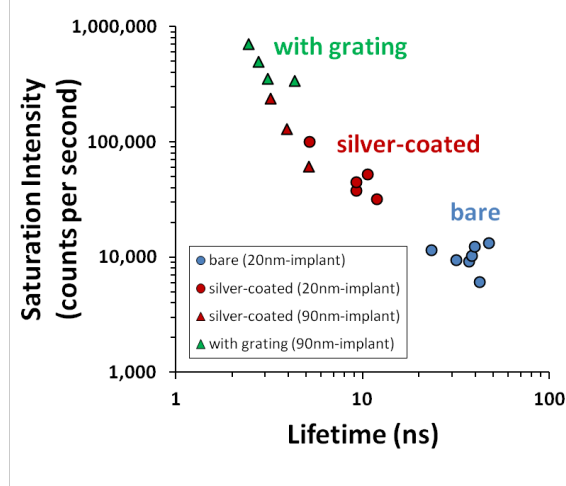 1,000,000
100,000
10,000
1,000
Saturation Intensity
(counts per second)
with grating
silver-coated
bare
bare (20nm-implant)
silver-coated (20nm-implant)
silver-coated (90nm-implant)
with grating (90nm-implant)
1
10
100
Lifetime (ns)